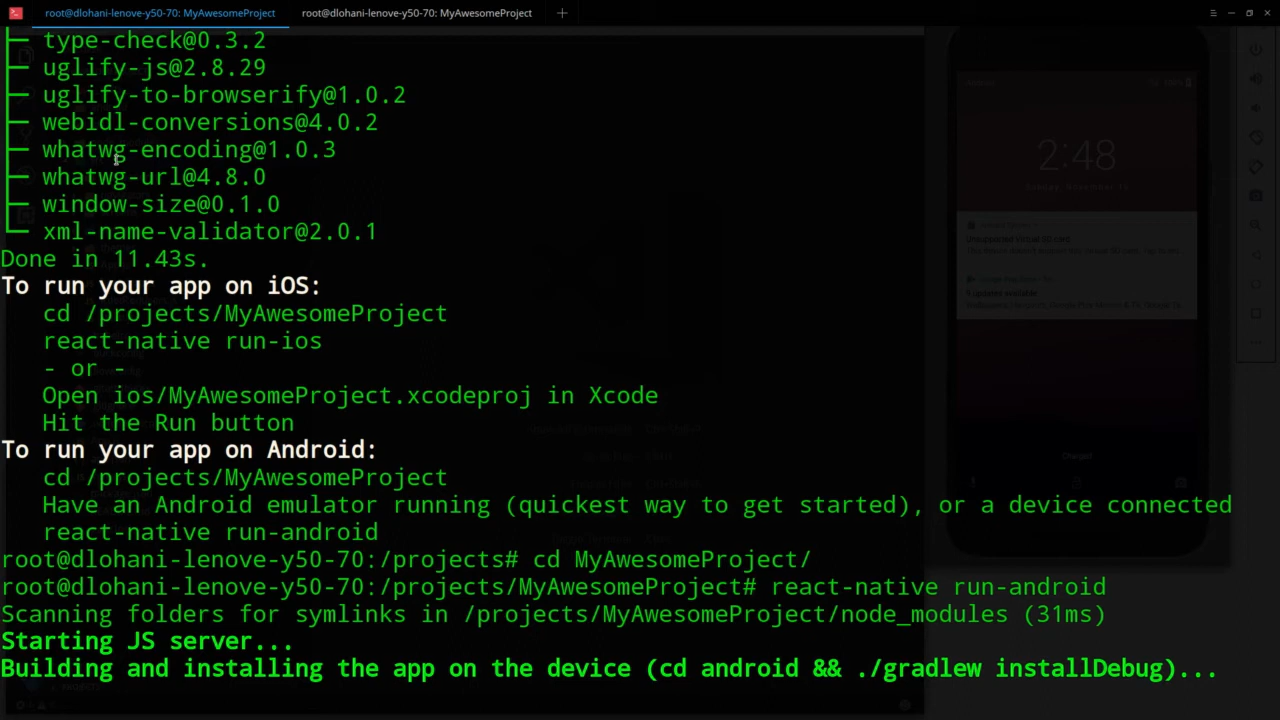 root@dlohani-lenove-y50-70: MyAwesomeProject
root@dlohani-lenove-y50-70: MyAwesomeProject
├─ type-check@0.3.2
├─ uglify-js@2.8.29
├─ uglify-to-browserify@1.0.2
├─ webidl-conversions@4.0.2
├─ whatwg-encoding@1.0.3
├─ whatwg-url@4.8.0
├─ window-size@0.1.0
└─ xml-name-validator@2.0.1
Done in 11.43s.
To run your app on iOS:
cd /projects/MyAwesomeProject
react-native run-ios
- or -
Open ios/MyAwesomeProject.xcodeproj in Xcode
Hit the Run button
To run your app on Android:
cd /projects/MyAwesomeProject
Have an Android emulator running (quickest way to get started), or a device connected
react-native run-android
root@dlohani-lenove-y50-70:/projects# cd MyAwesomeProject/
root@dlohani-lenove-y50-70:/projects/MyAwesomeProject# react-native run-android
Scanning folders for symlinks in /projects/MyAwesomeProject/node_modules (31ms)
Starting JS server...
Building and installing the app on the device (cd android && ./gradlew installDebug)...
Android
2:48
Charged